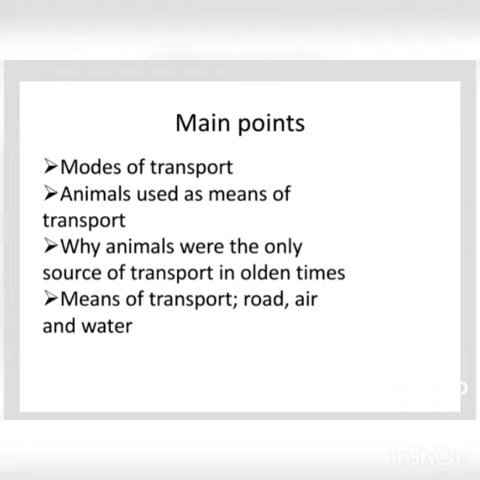 Main points
➢Modes of transport
➢Animals used as means of
transport
➢Why animals were the only
source of transport in olden times
➢Means of transport; road, air
and water
InShOt